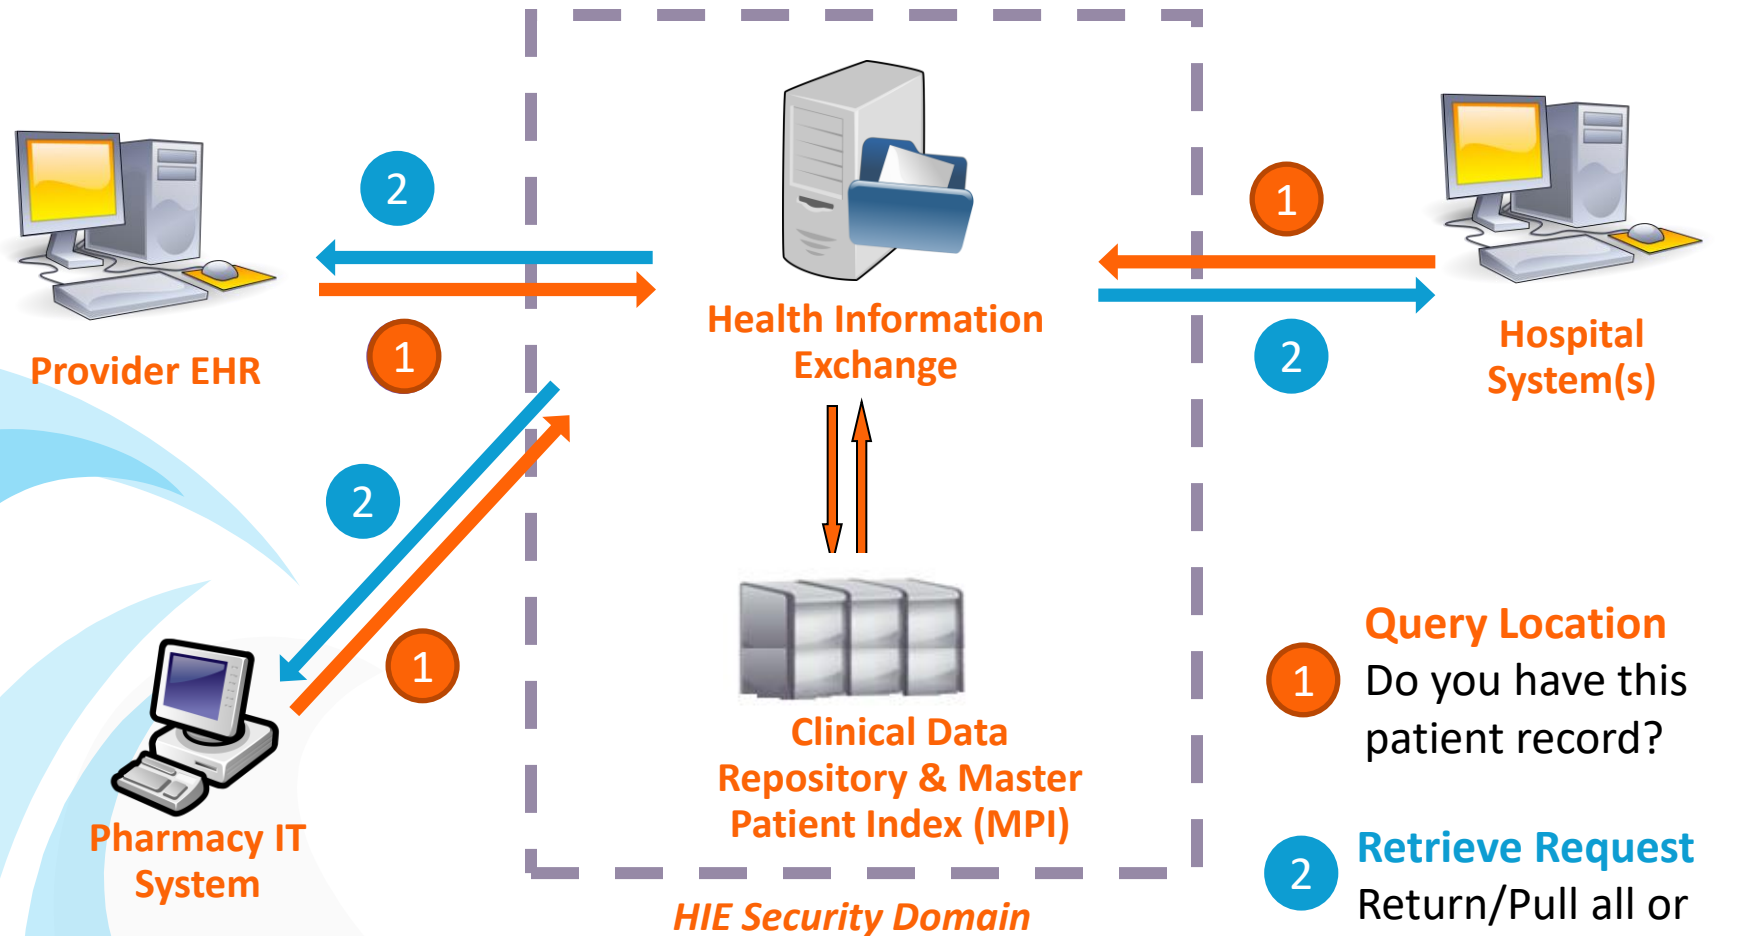 2
1
Provider EHR
1
Health Information
Exchange
2
Hospital
System(s)
2
1
Pharmacy IT
System
Clinical Data
Repository & Master
Patient Index (MPI)
HIE Security Domain
1
Query Location
Do you have this
patient record?
2
Retrieve Request
Return/Pull all or